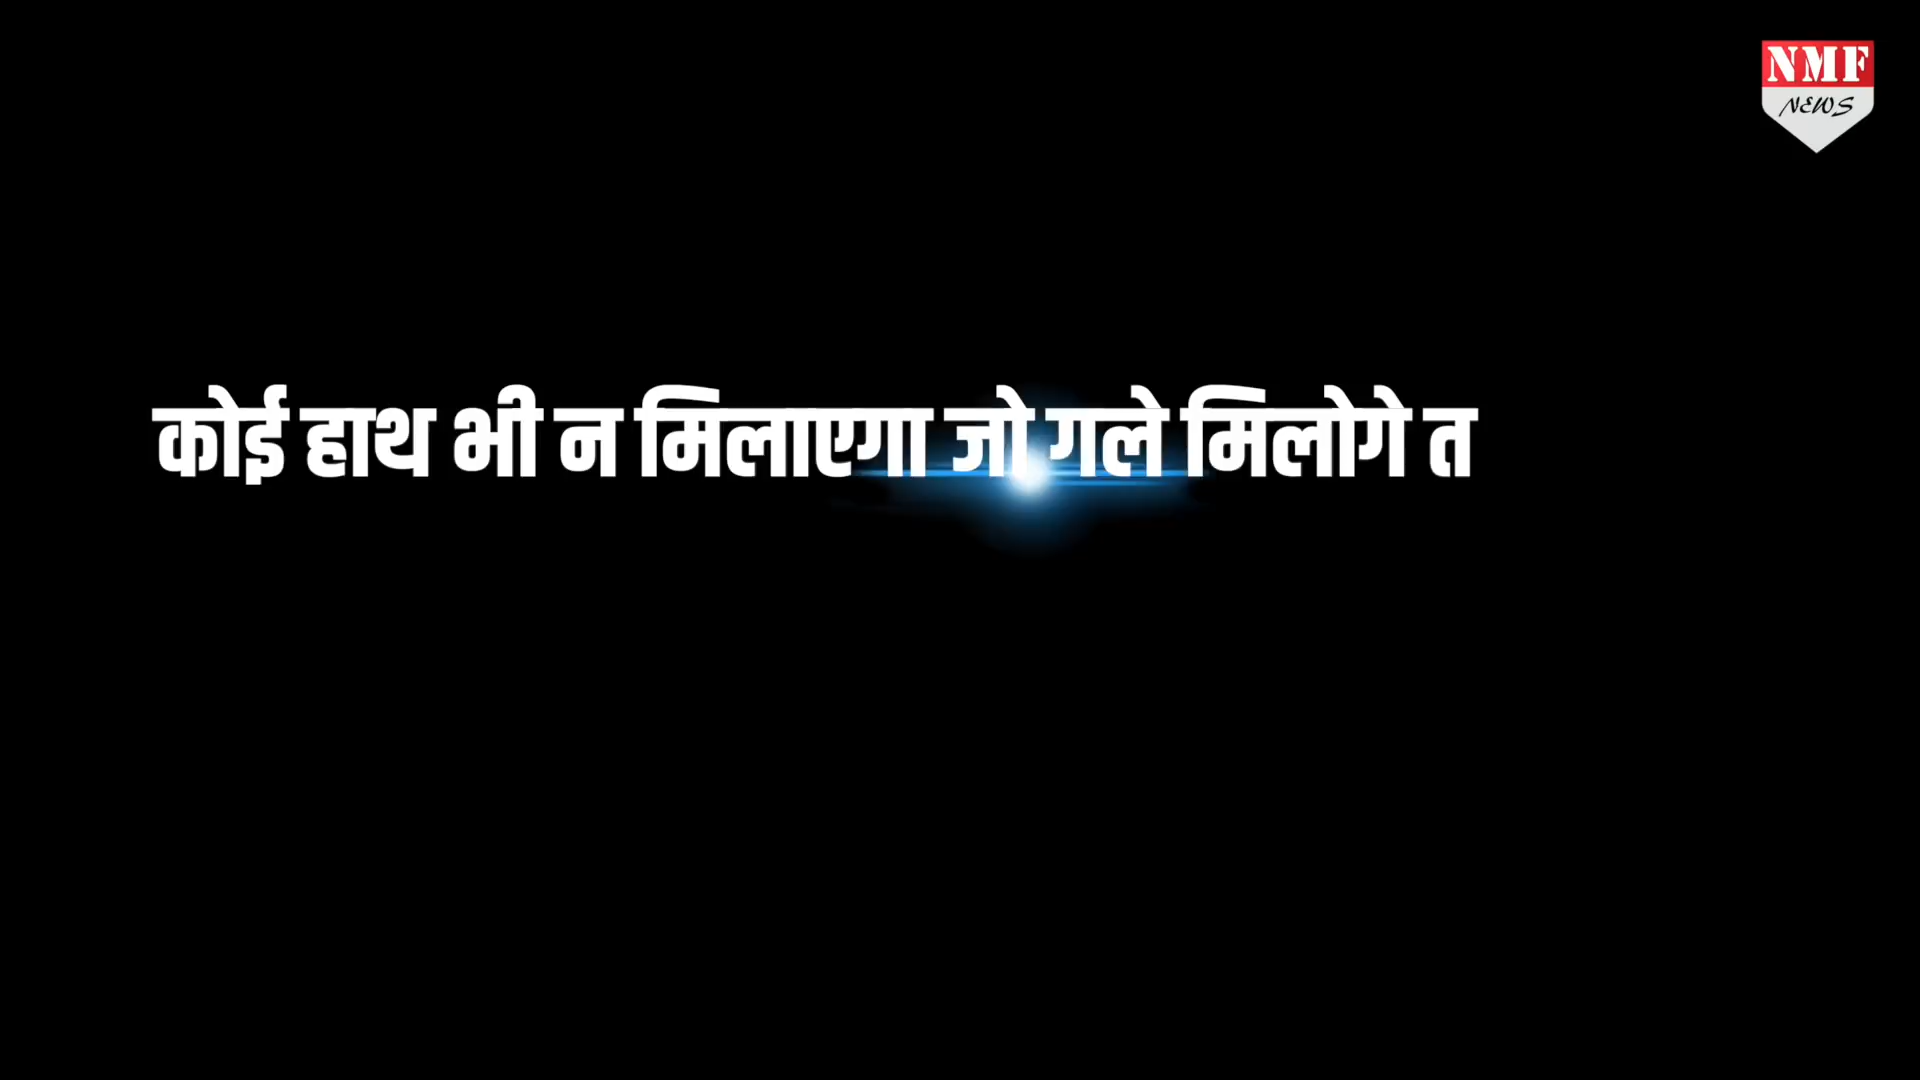 NMF
NEWS
कोई हाथ भी न मिलाएगा जो गले मिलोगे त